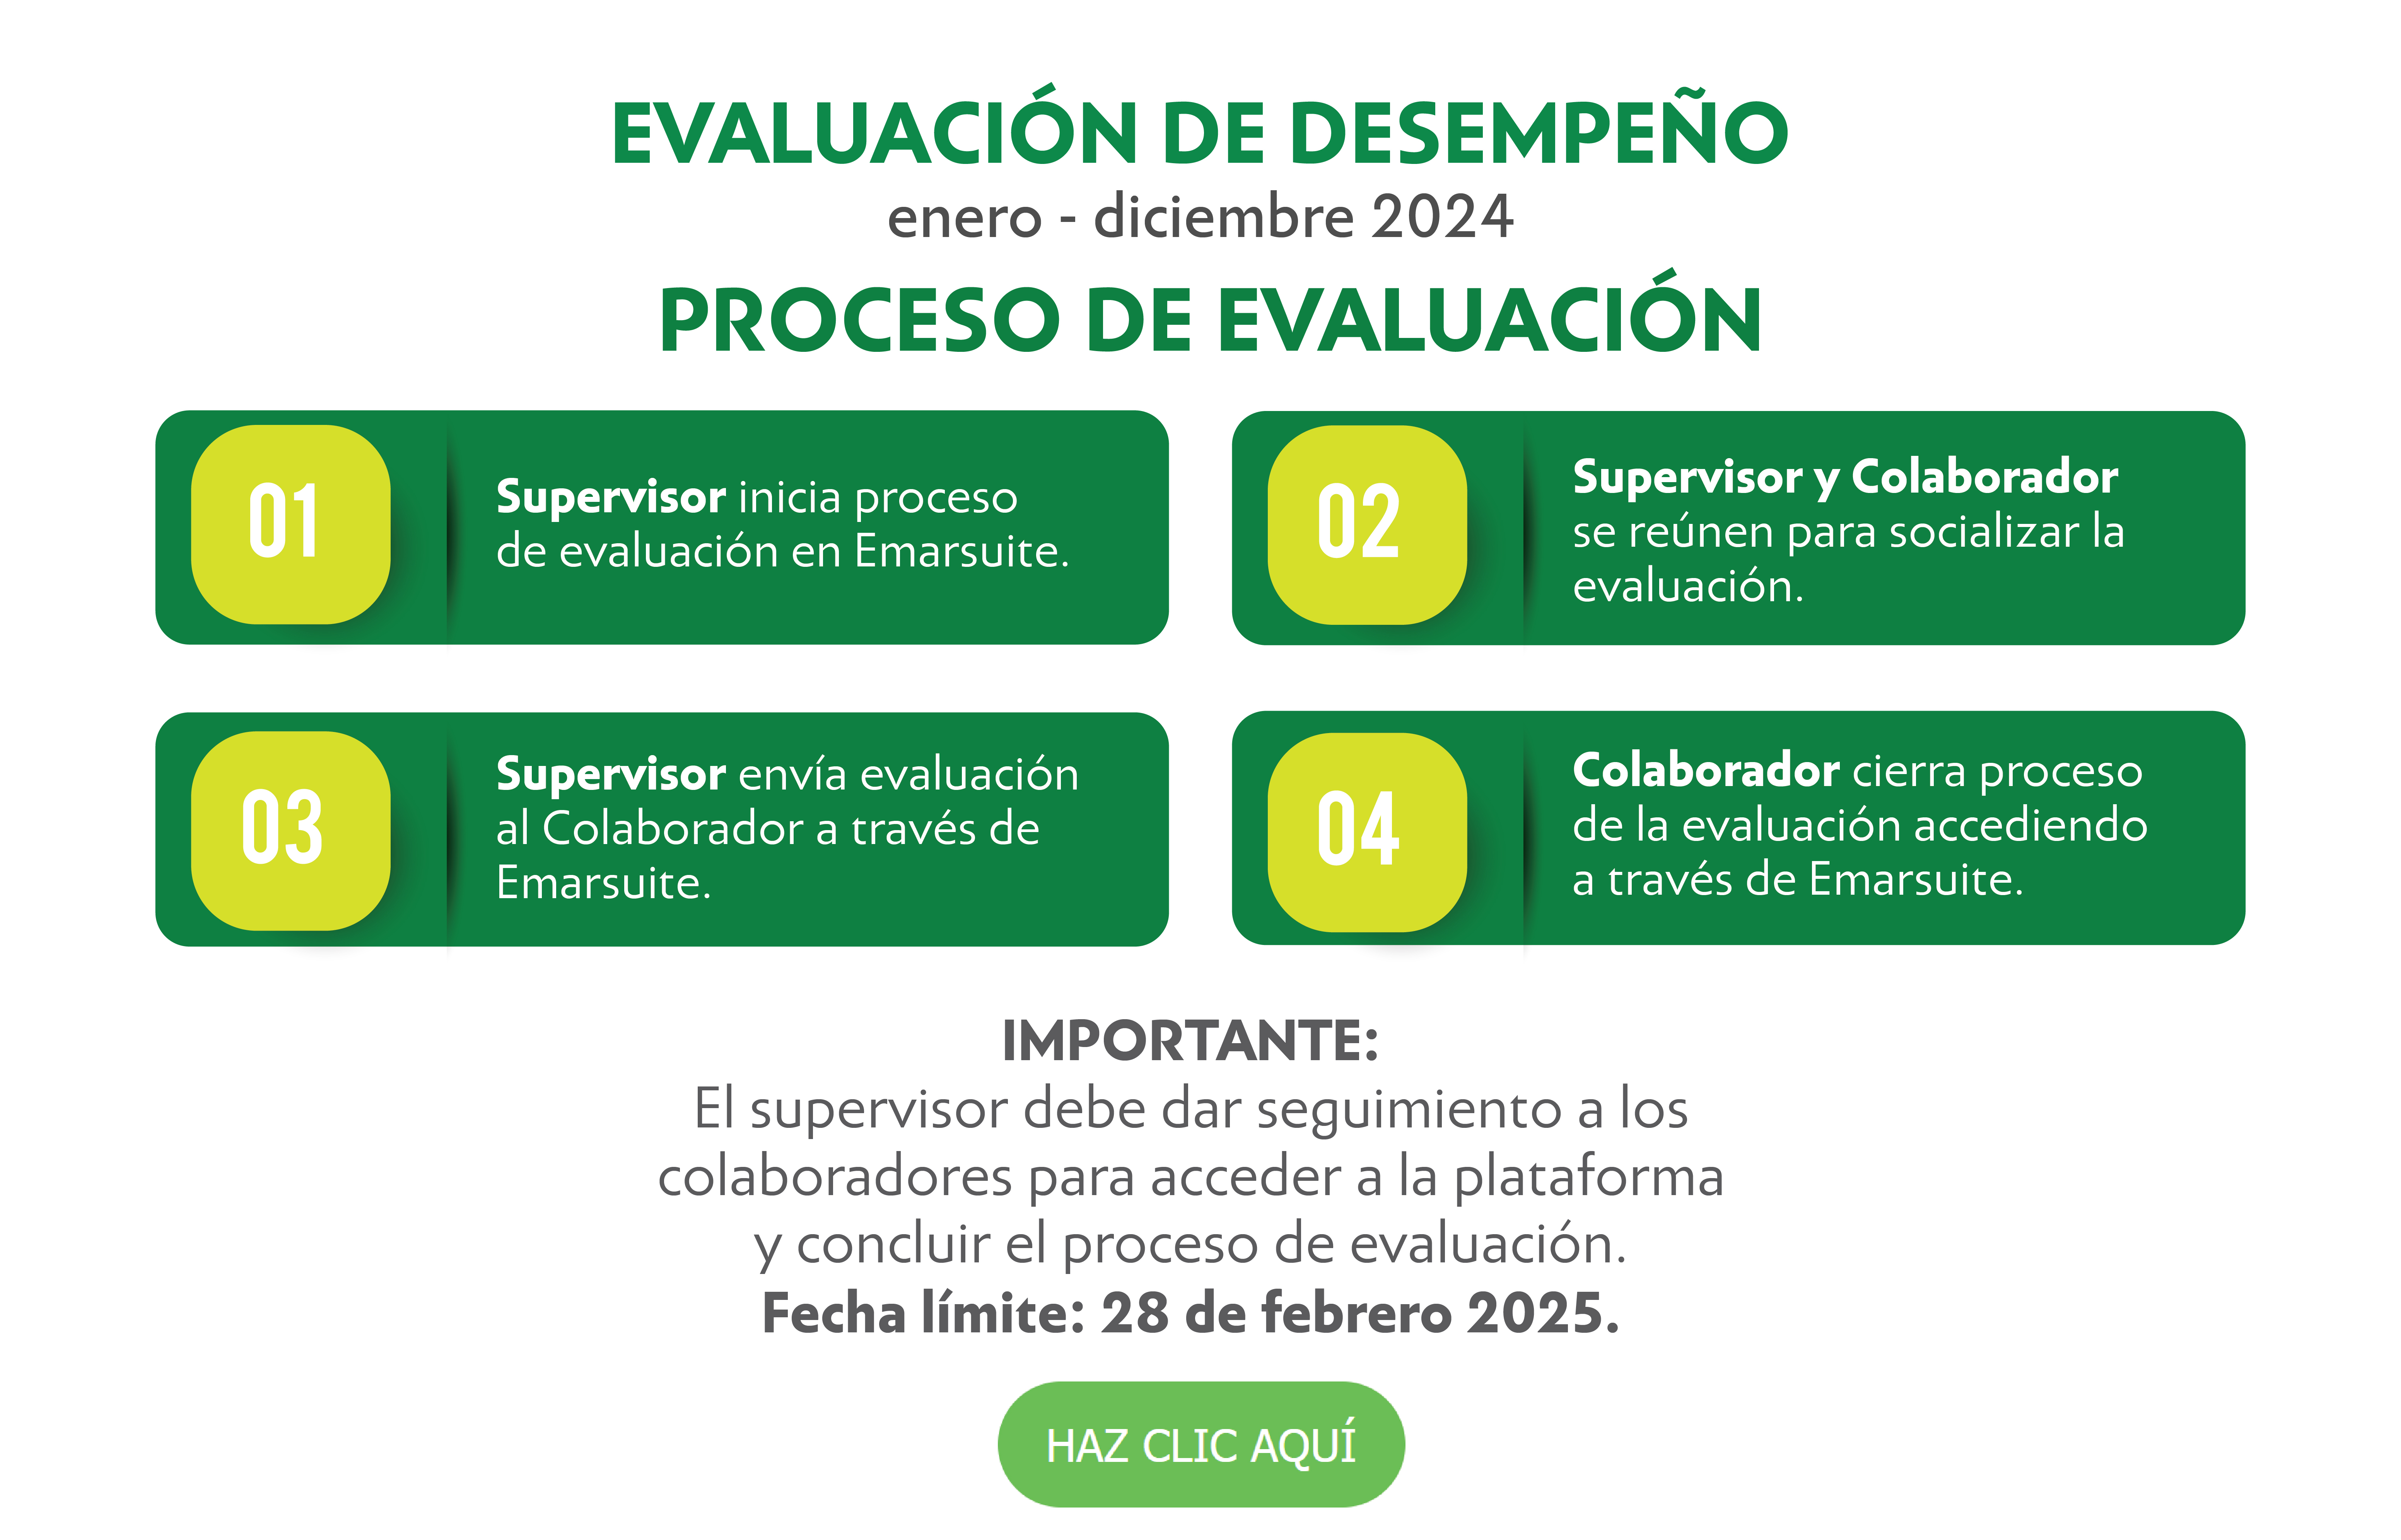 EVALUACIÓN DE DESEMPEÑO
enero - diciembre 2024
PROCESO DE EVALUACIÓN
01
Supervisor inicia proceso
de evaluación en Emarsuite.
02
Supervisor y Colaborador
se reúnen para socializar la
evaluación.
03
Supervisor envía evaluación
al Colaborador a través de
Emarsuite.
04
Colaborador cierra proceso
de la evaluación accediendo
a través de Emarsuite.
IMPORTANTE:
El supervisor debe dar seguimiento a los
colaboradores para acceder a la plataforma
y concluir el proceso de evaluación.
Fecha límite: 28 de febrero 2025.
HAZ CLIC AQUÍ